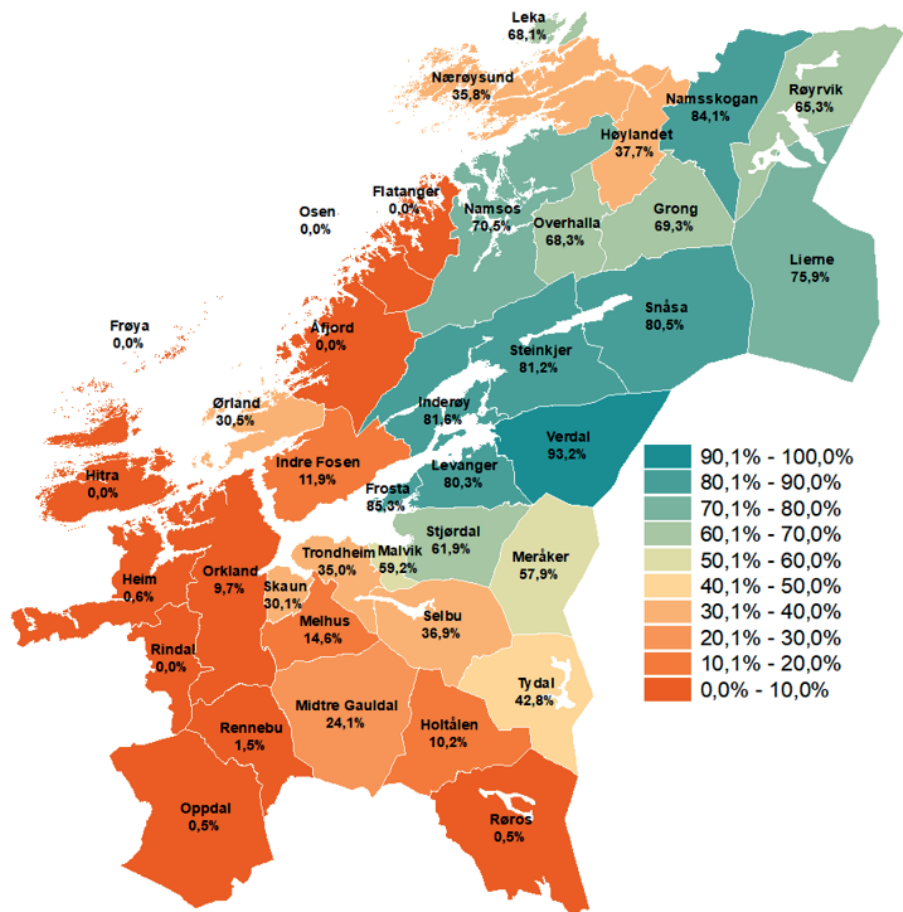 Leka
68,1%
Nærøysund
35,8%
Namsskogan
84,1%
Røyrvik
65,3%
Høylandet
37,7%
Flatanger
0,0%
Osen
0,0%
Namsos
70,5%
Overhalla
68,3%
Grong
69,3%
Lierne
75,9%
Snåsa
80,5%
Frøya
0,0%
Åfjord
0,0%
Steinkjer
81,2%
Ørland
30,5%
Inderøy
81,6%
Verdal
93,2%
Indre Fosen
11,9%
Levanger
80,3%
Hitra
0,0%
Frosta
85,3%
Stjørdal
61,9%
Trondheim
35,0%
Malvik
59,2%
Meråker
57,9%
Orkland
9,7%
Heim
0,6%
Skaun
30,1%
Melhus
14,6%
Selbu
36,9%
Rindal
0,0%
Tydal
42,8%
Midtre Gauldal
24,1%
Holtålen
10,2%
Rennebu
1,5%
Oppdal
0,5%
Røros
0,5%
90,1% - 100,0%
80,1% - 90,0%
70,1% - 80,0%
60,1% - 70,0%
50,1% - 60,0%
40,1% - 50,0%
30,1% - 40,0%
20,1% - 30,0%
10,1% - 20,0%
0,0% - 10,0%